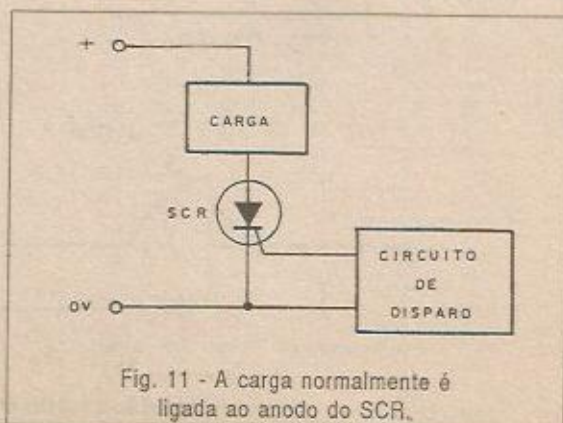 +
CARGA
SCR
CIRCUITO
DE
DISPARO
0V
Fig. 11 - A carga normalmente é
ligada ao anodo do SCR.